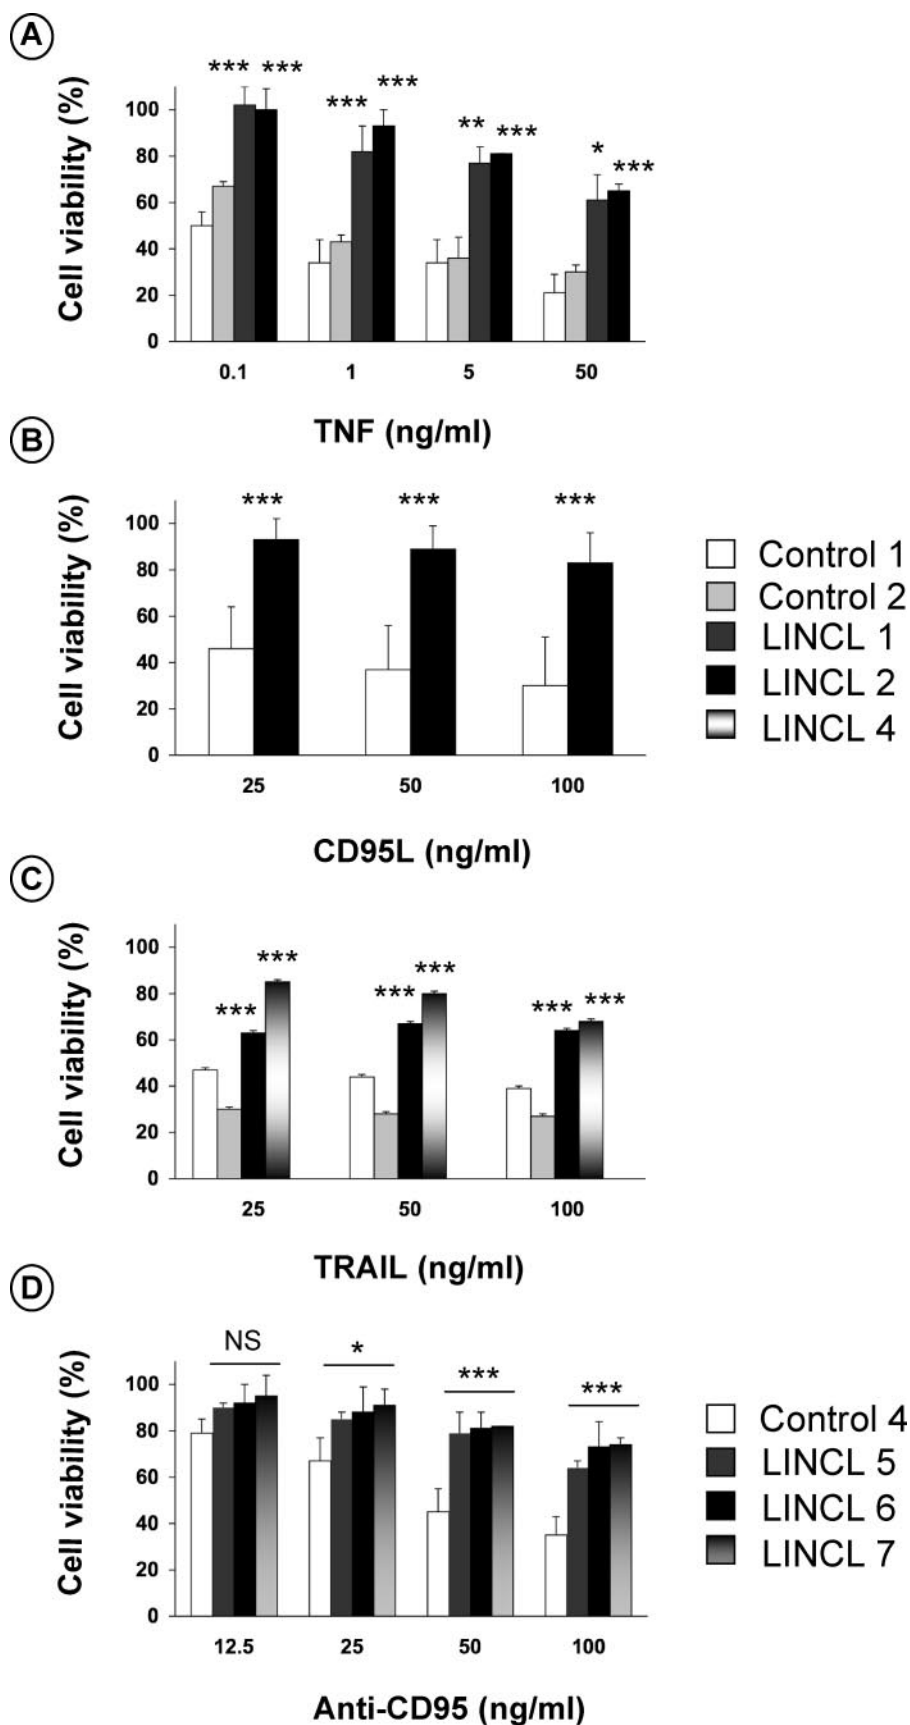 A
Cell viability (%)
*** *** *** *** ** *** * ***
100
80
60
40
20
0
0.1 1 5 50
TNF (ng/ml)
B
Cell viability (%)
*** *** ***
100
80
60
40
20
0
25 50 100
CD95L (ng/ml)
Control 1
Control 2
LINCL 1
LINCL 2
LINCL 4
C
Cell viability (%)
*** *** *** *** *** ***
100
80
60
40
20
0
25 50 100
TRAIL (ng/ml)
D
Cell viability (%)
NS * *** ***
100
80
60
40
20
0
12.5 25 50 100
Anti-CD95 (ng/ml)
Control 4
LINCL 5
LINCL 6
LINCL 7